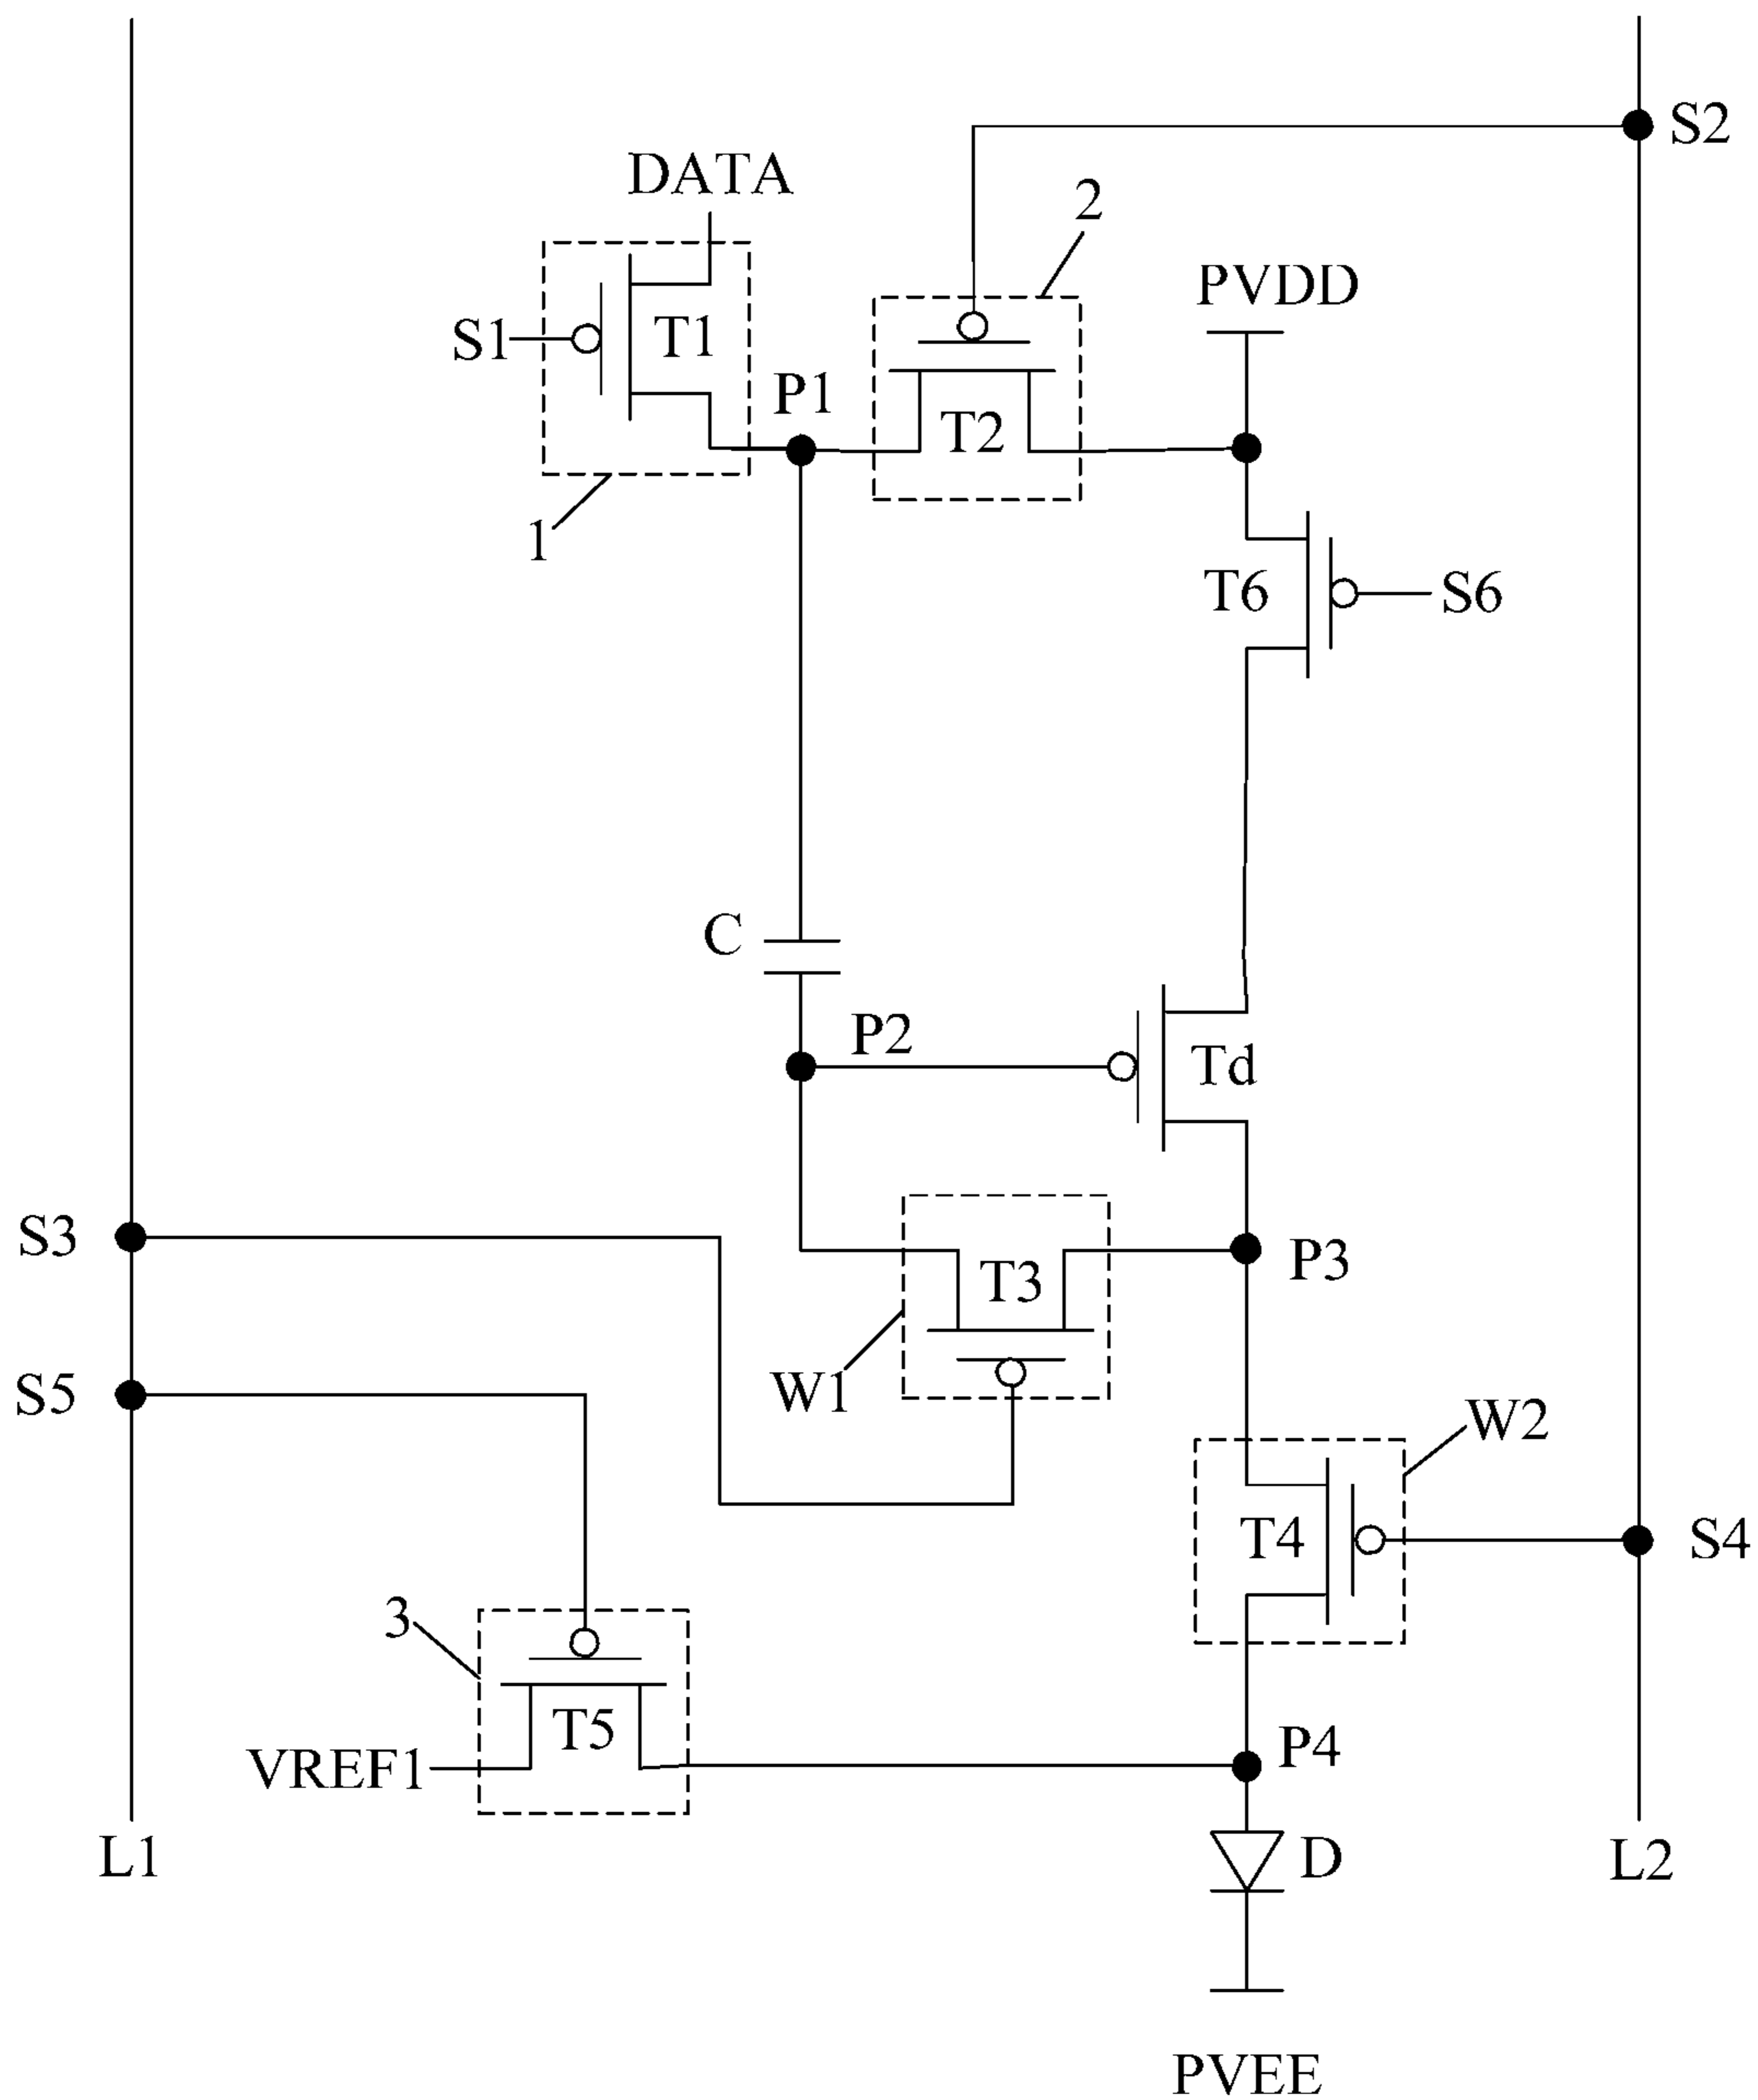 S2
DATA
2
PVDD
S1
T1
P1
T2
1
T6
S6
C
P2
Td
S3
P3
T3
S5
W1
W2
T4
S4
3
T5
P4
VREF1
L1
D
L2
PVEE